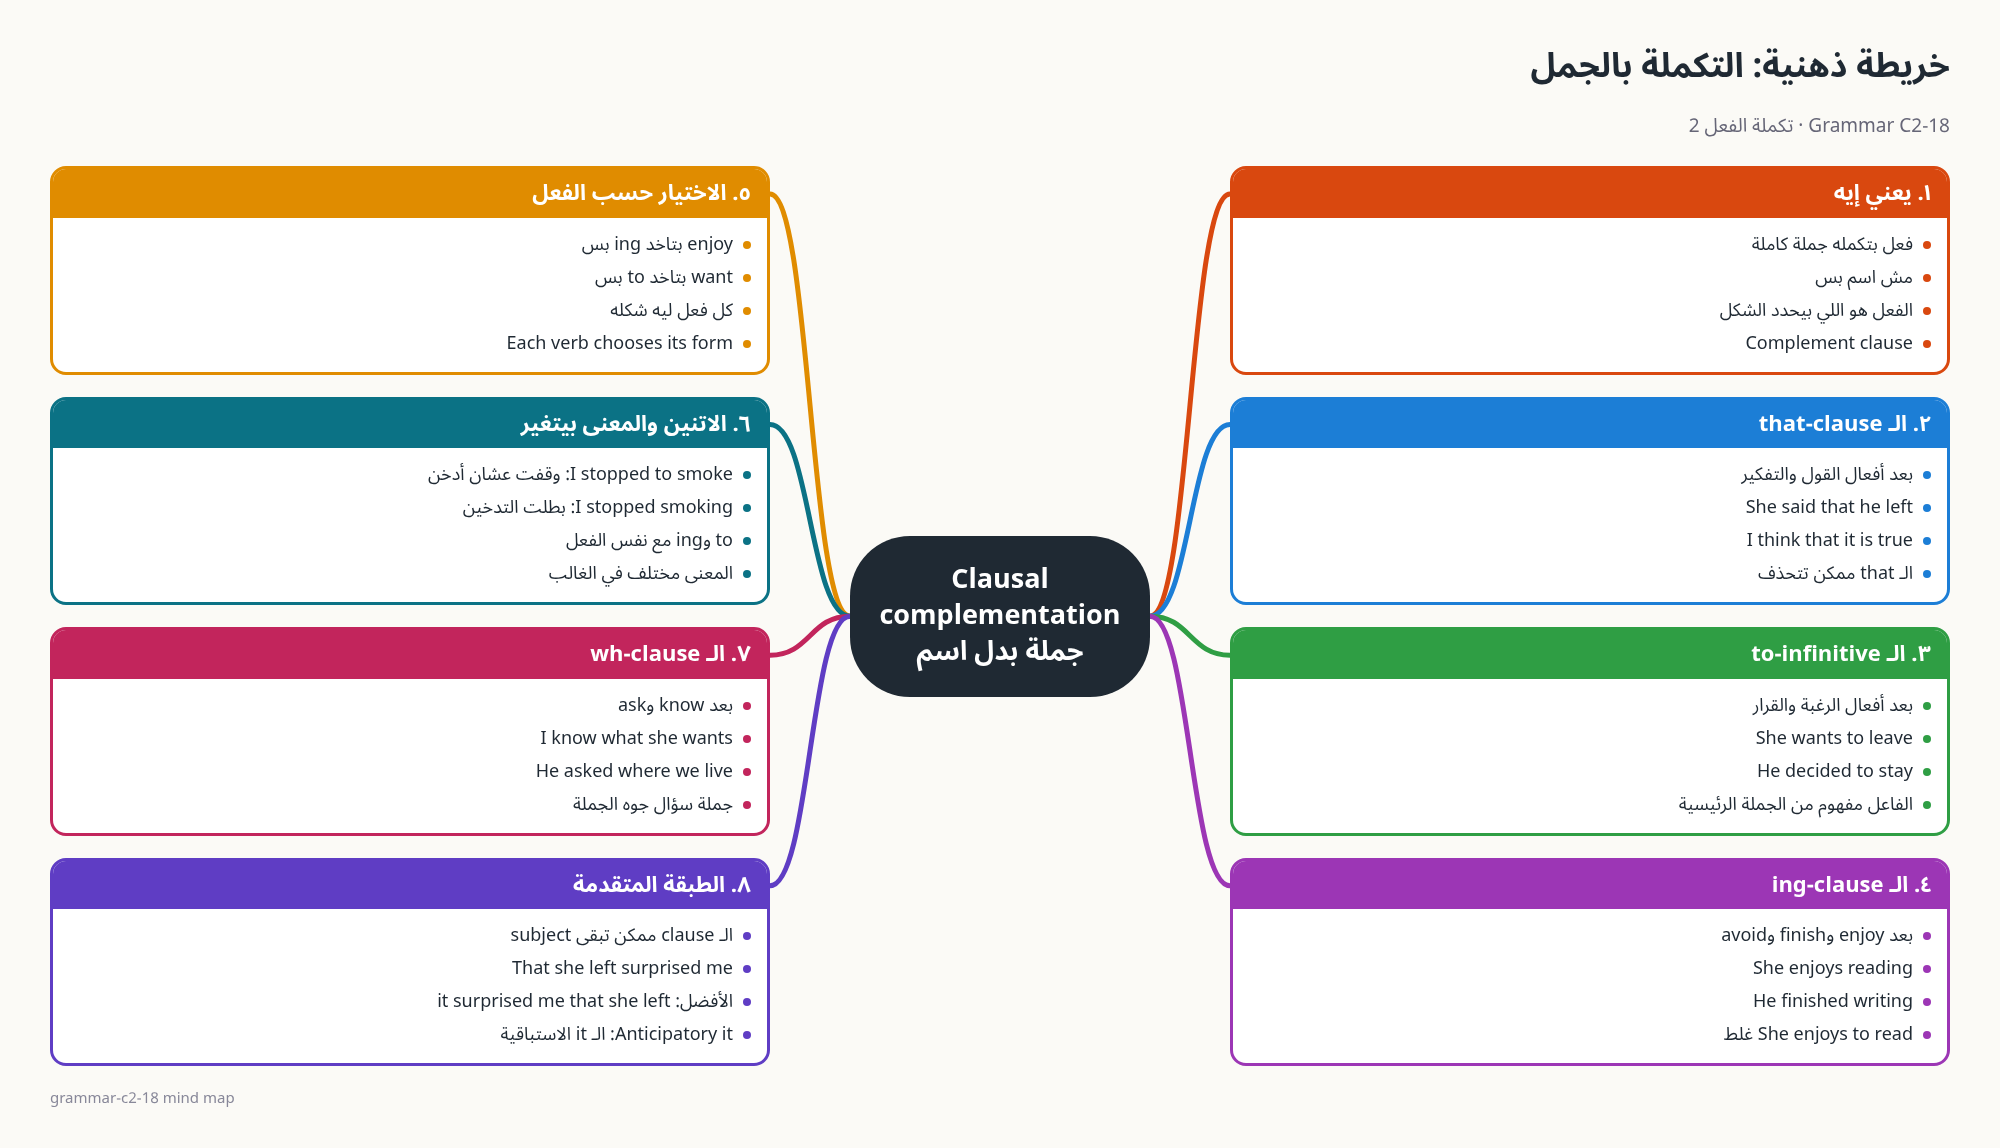 خريطة ذهنية: التكملة بالجمل
Grammar C2-18 · تكملة الفعل 2
١. يعني إيه
فعل بتكمله جملة كاملة
مش اسم بس
الفعل هو اللي بيحدد الشكل
Complement clause
٢. الـ that-clause
بعد أفعال القول والتفكير
She said that he left
I think that it is true
الـ that ممكن تتحذف
٣. الـ to-infinitive
بعد أفعال الرغبة والقرار
She wants to leave
He decided to stay
الفاعل مفهوم من الجملة الرئيسية
٤. الـ ing-clause
بعد enjoy وfinish وavoid
She enjoys reading
He finished writing
She enjoys to read غلط
Clausal
complementation
جملة بدل اسم
٥. الاختيار حسب الفعل
enjoy بتاخد ing بس
want بتاخد to بس
كل فعل ليه شكله
Each verb chooses its form
٦. الاتنين والمعنى بيتغير
I stopped to smoke: وقفت عشان أدخن
I stopped smoking: بطلت التدخين
to وing مع نفس الفعل
المعنى مختلف في الغالب
٧. الـ wh-clause
بعد know وask
I know what she wants
He asked where we live
جملة سؤال جوه الجملة
٨. الطبقة المتقدمة
الـ clause ممكن تبقى subject
That she left surprised me
الأفضل: it surprised me that she left
Anticipatory it: الـ it الاستباقية
grammar-c2-18 mind map